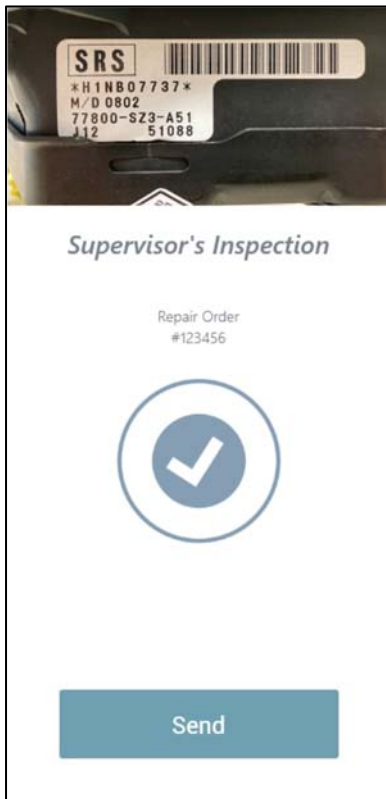 SRS
*H1NB07737*
M/D 0802
77800-SZ3-A51
J12 51088
Supervisor's Inspection
Repair Order
#123456
Send